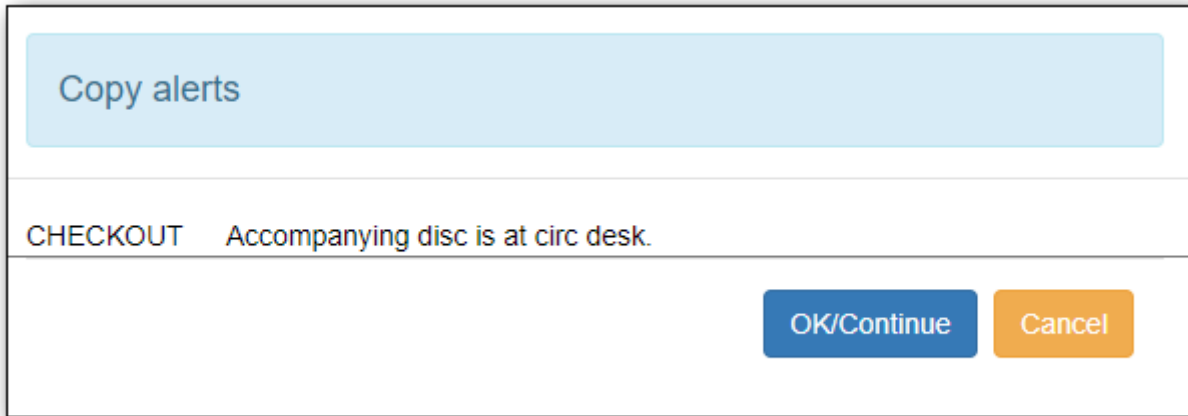 Copy alerts
CHECKOUT Accompanying disc is at circ desk.
OK/Continue Cancel